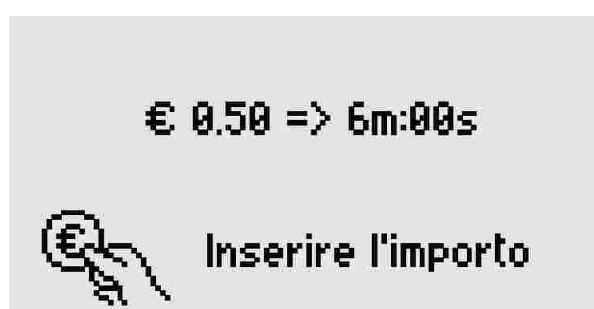 € 0.50 => 6m:00s
€
Inserire l'importo